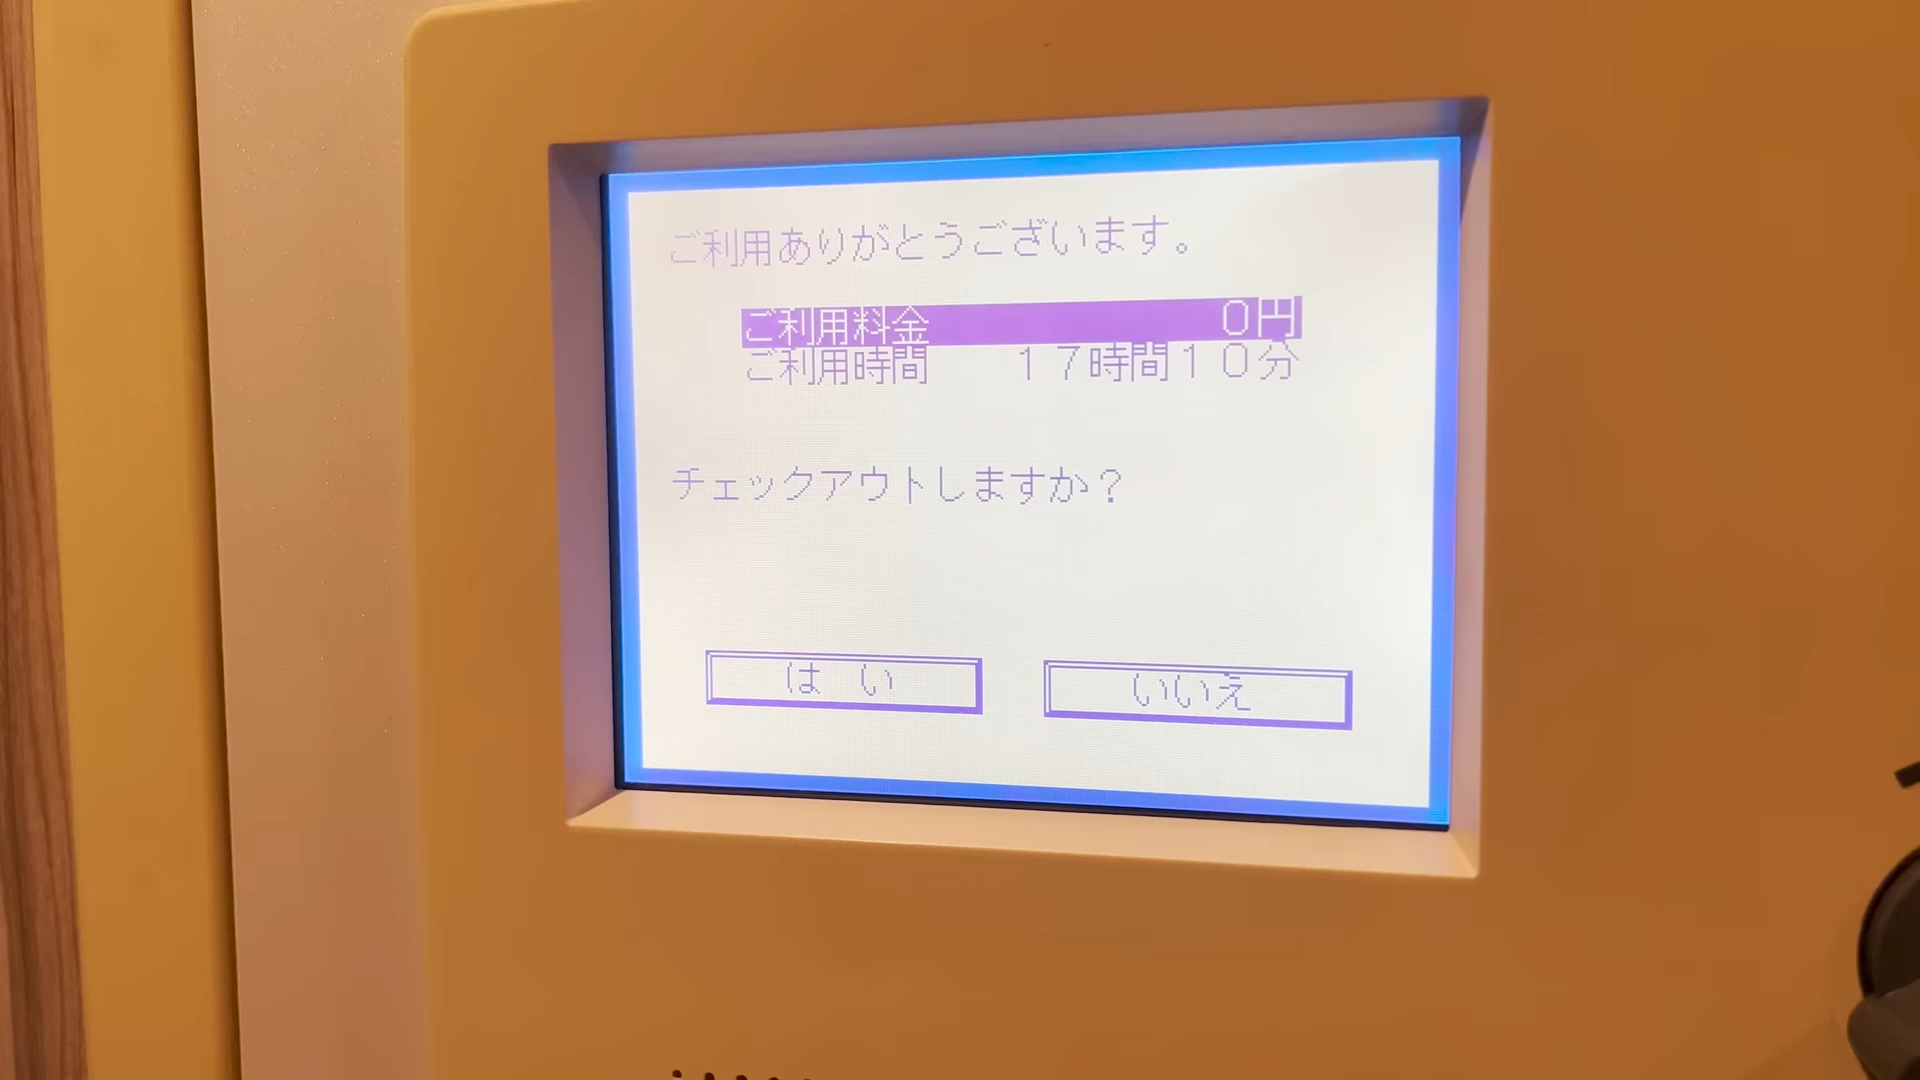 ご利用ありがとうございます。
ご利用料金 0円
ご利用時間 17時間10分
チェックアウトしますか？
は い
いいえ